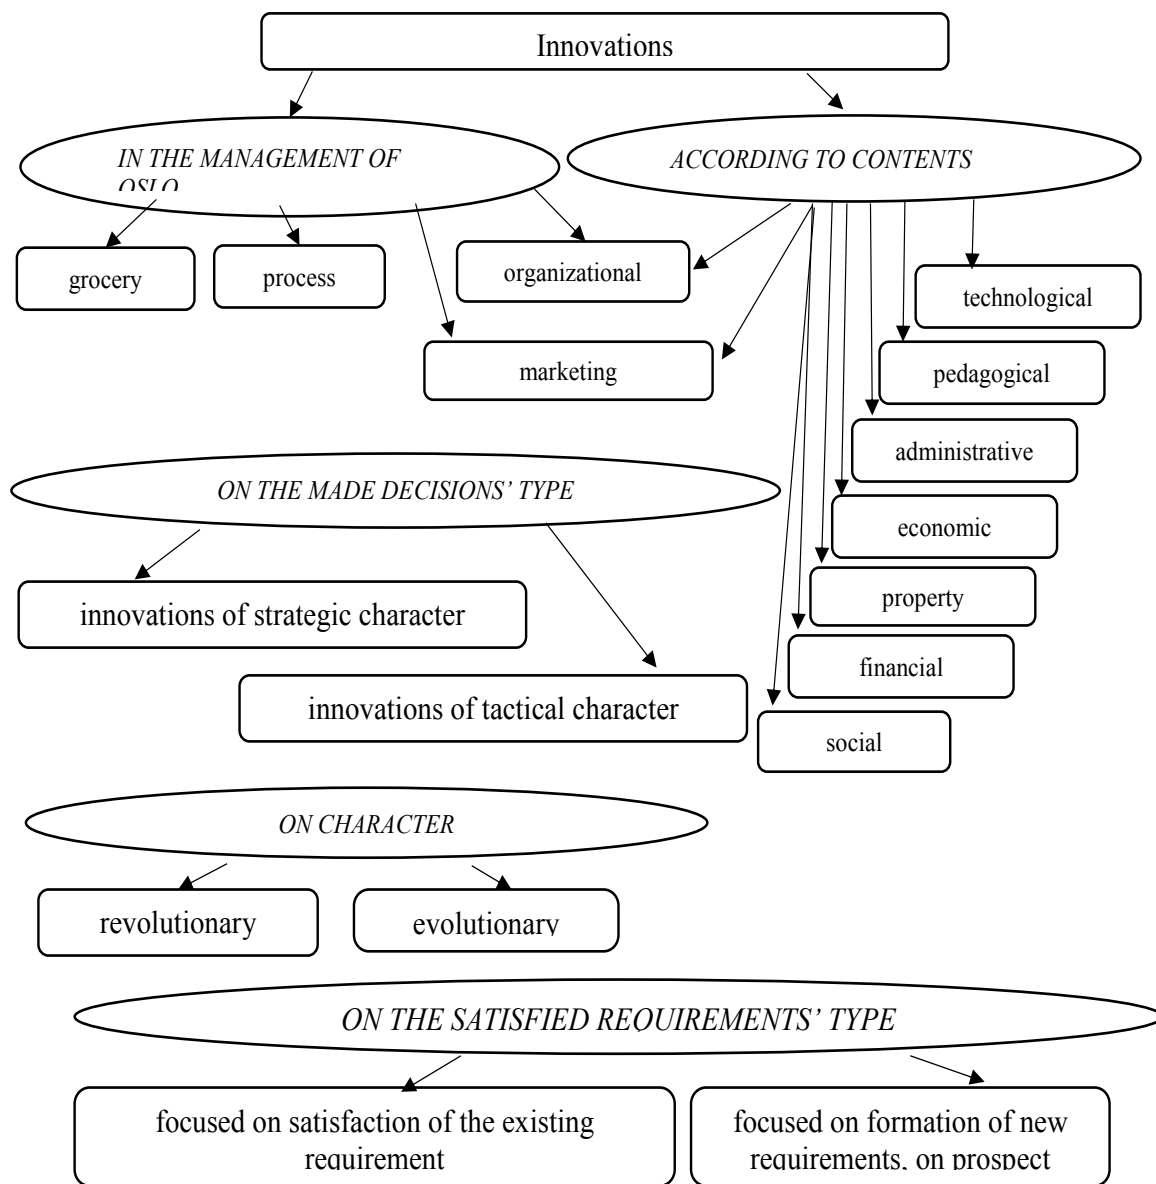 Innovations
IN THE MANAGEMENT OF
OSLO
ACCORDING TO CONTENTS
grocery
process
organizational
technological
marketing
pedagogical
administrative
ON THE MADE DECISIONS’ TYPE
economic
innovations of strategic character
property
financial
innovations of tactical character
social
ON CHARACTER
revolutionary
evolutionary
ON THE SATISFIED REQUIREMENTS’ TYPE
focused on satisfaction of the existing
requirement
focused on formation of new
requirements, on prospect